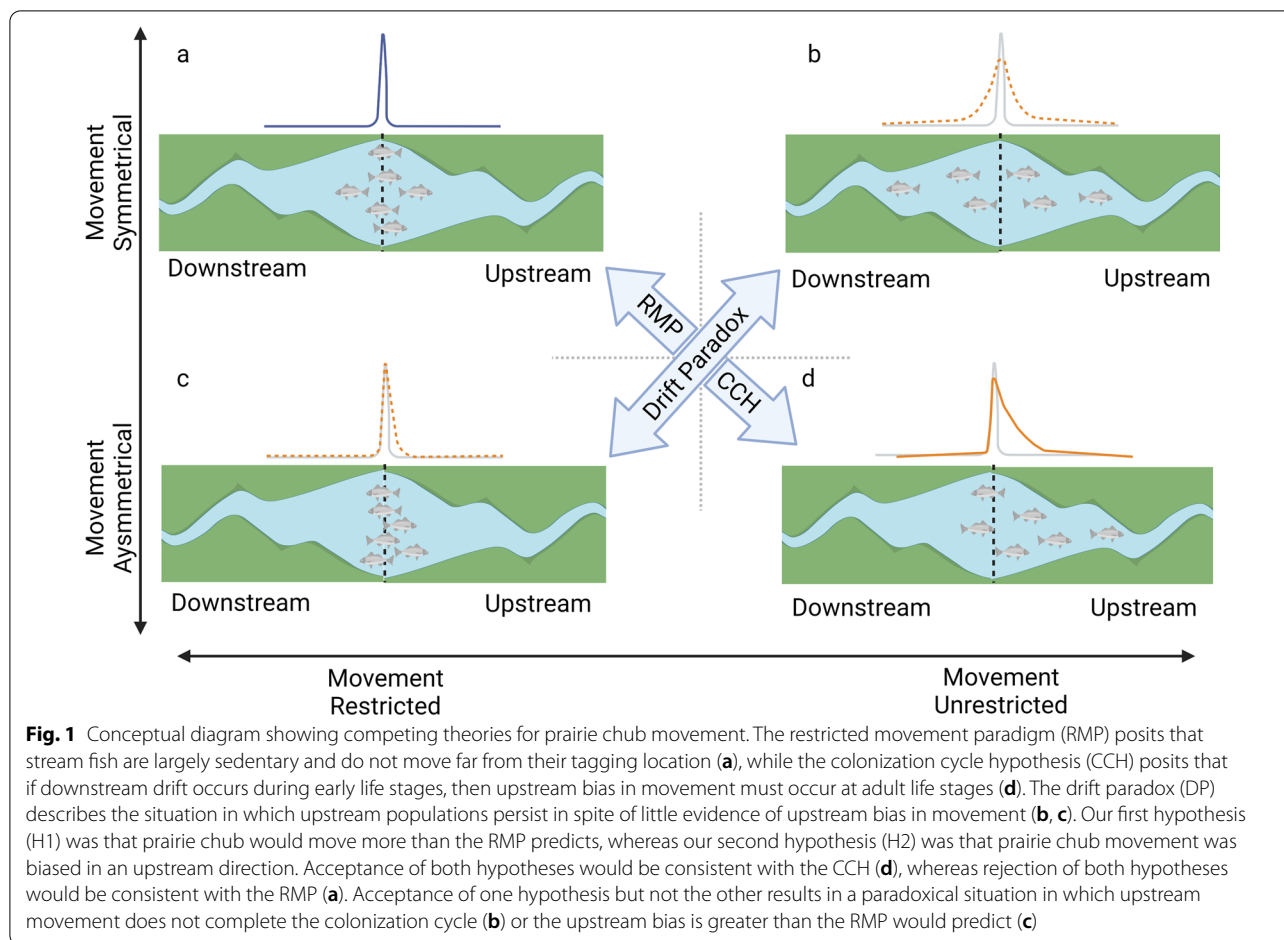 a
b
Movement
Symmetrical
Downstream
Upstream
Downstream
Upstream
RMP
Drift Paradox
CCH
c
d
Movement
Aysmmetrical
Downstream
Upstream
Downstream
Upstream
Movement
Restricted
Movement
Unrestricted
Fig. 1 Conceptual diagram showing competing theories for prairie chub movement. The restricted movement paradigm (RMP) posits that
stream fish are largely sedentary and do not move far from their tagging location (a), while the colonization cycle hypothesis (CCH) posits that
if downstream drift occurs during early life stages, then upstream bias in movement must occur at adult life stages (d). The drift paradox (DP)
describes the situation in which upstream populations persist in spite of little evidence of upstream bias in movement (b, c). Our first hypothesis
(H1) was that prairie chub would move more than the RMP predicts, whereas our second hypothesis (H2) was that prairie chub movement was
biased in an upstream direction. Acceptance of both hypotheses would be consistent with the CCH (d), whereas rejection of both hypotheses
would be consistent with the RMP (a). Acceptance of one hypothesis but not the other results in a paradoxical situation in which upstream
movement does not complete the colonization cycle (b) or the upstream bias is greater than the RMP would predict (c)